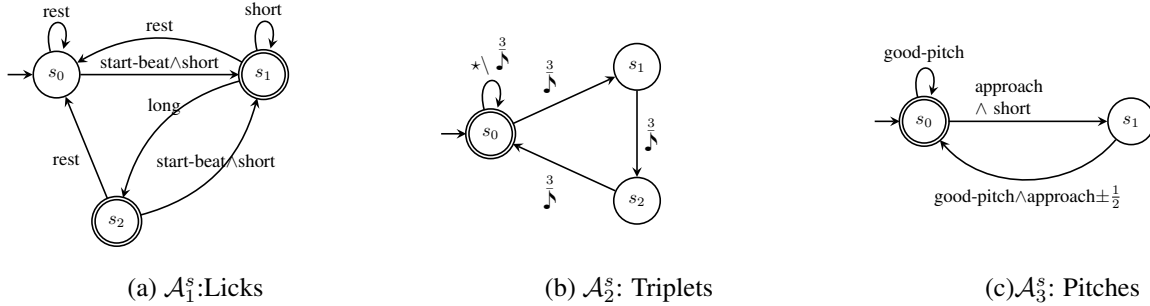 rest
short
rest
s₀
start-beat∧short
s₁
long
rest
start-beat∧short
s₂
(a) 𝒜₁ˢ:Licks
⋆\ 3♪
3♪
s₁
s₀
3♪
3♪
s₂
(b) 𝒜₂ˢ: Triplets
good-pitch
approach
∧ short
s₀
s₁
good-pitch∧approach±½
(c)𝒜₃ˢ: Pitches